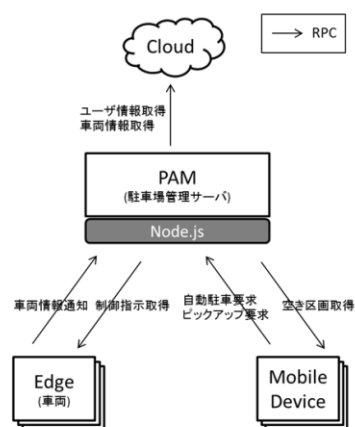 Cloud
RPC
ユーザ情報取得
車両情報取得
PAM
(駐車場管理サーバ)
Node.js
車両情報通知
制御指示取得
自動駐車要求
ピックアップ要求
空き区画取得
Edge
(車両)
Mobile
Device